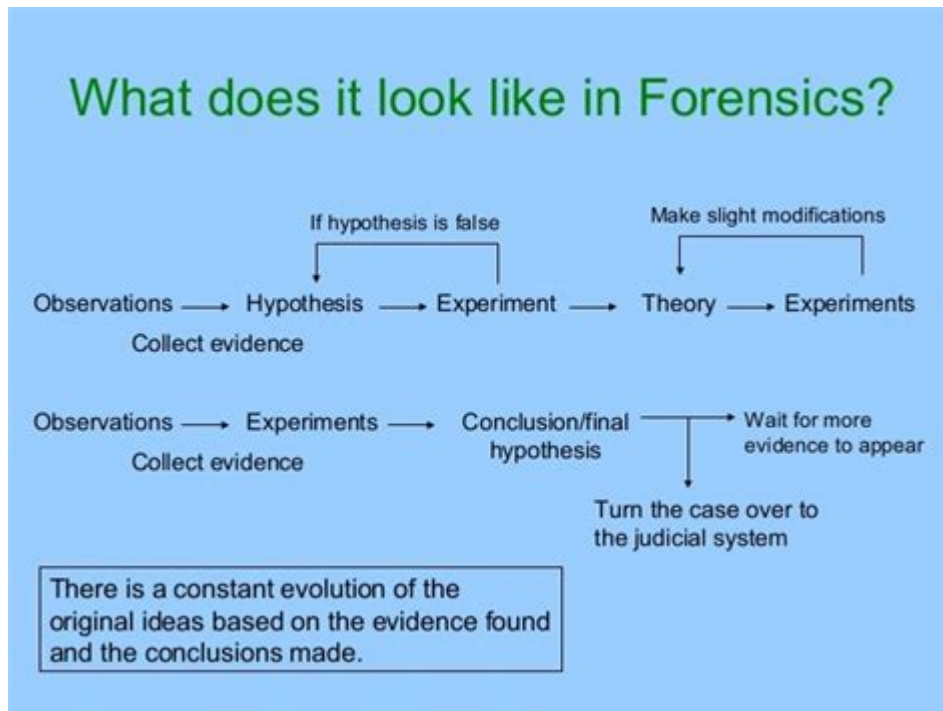 What does it look like in Forensics?
If hypothesis is false
Make slight modifications
Observations Hypothesis Experiment Theory Experiments
Collect evidence
Observations Experiments Conclusion/final Wait for more
hypothesis evidence to appear
Collect evidence
Turn the case over to
the judicial system
There is a constant evolution of the
original ideas based on the evidence found
and the conclusions made.